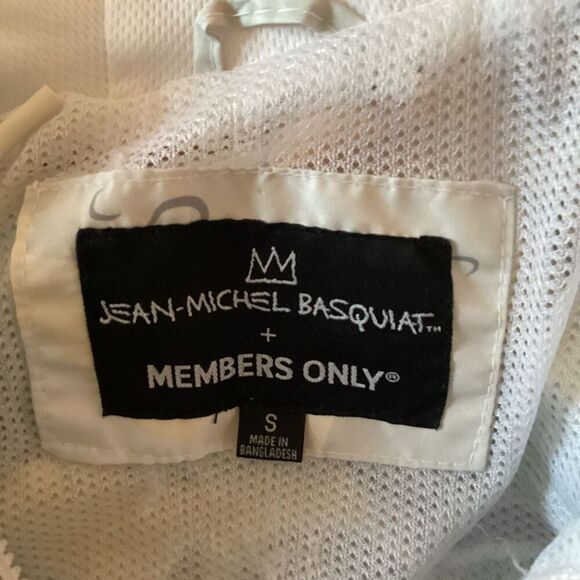 JEAN-MICHEL BASQUIAT™
+
MEMBERS ONLY®
S
MADE IN
BANGLADESH